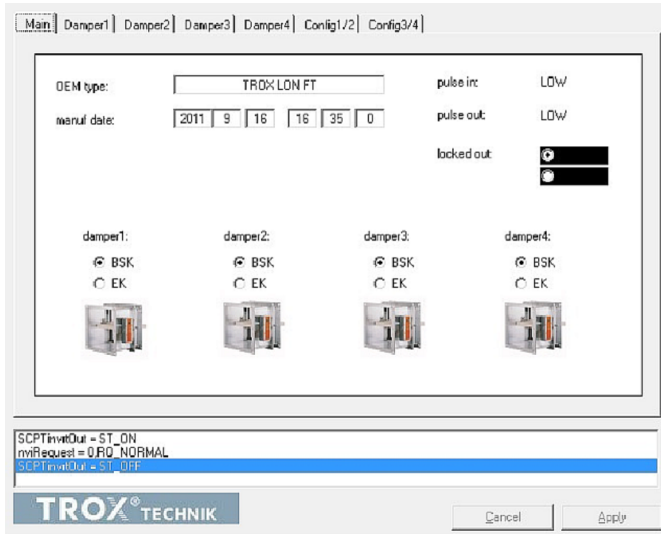 Main Damper1 Damper2 Damper3 Damper4 Config1/2 Config3/4
OEM type: TROX LON FT pulse in: LOW
manuf date: 2011 9 16 16 35 0 pulse out: LOW
locked out:
damper1: damper2: damper3: damper4:
BSK BSK BSK BSK
EK EK EK EK
SCPTinvrtOut = ST_ON
nviRequest = 0,RQ_NORMAL
SCPTinvrtOut = ST_OFF
TROX® TECHNIK
Cancel Apply